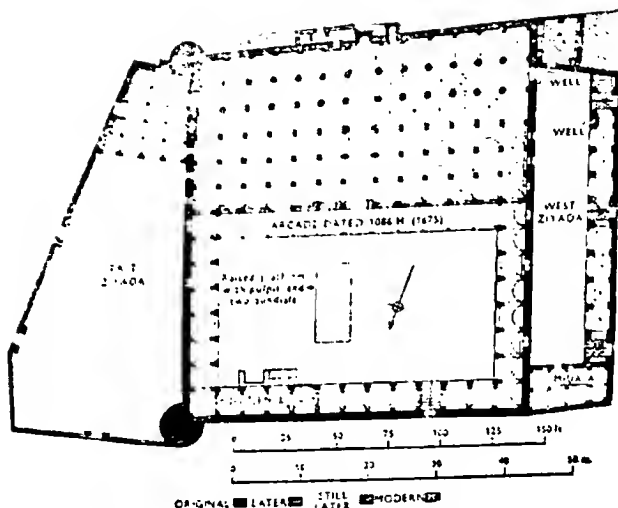 WELL
WELL
WEST
ZIYADA
ARCADE DATED 1086 H. (1675)
EAST
ZIYADA
Raised platform
with pulpit and
two sundials
0 25 50 75 100 125 150 ft
0 10 20 30 40 50 m.
ORIGINAL LATER STILL
LATER MODERN